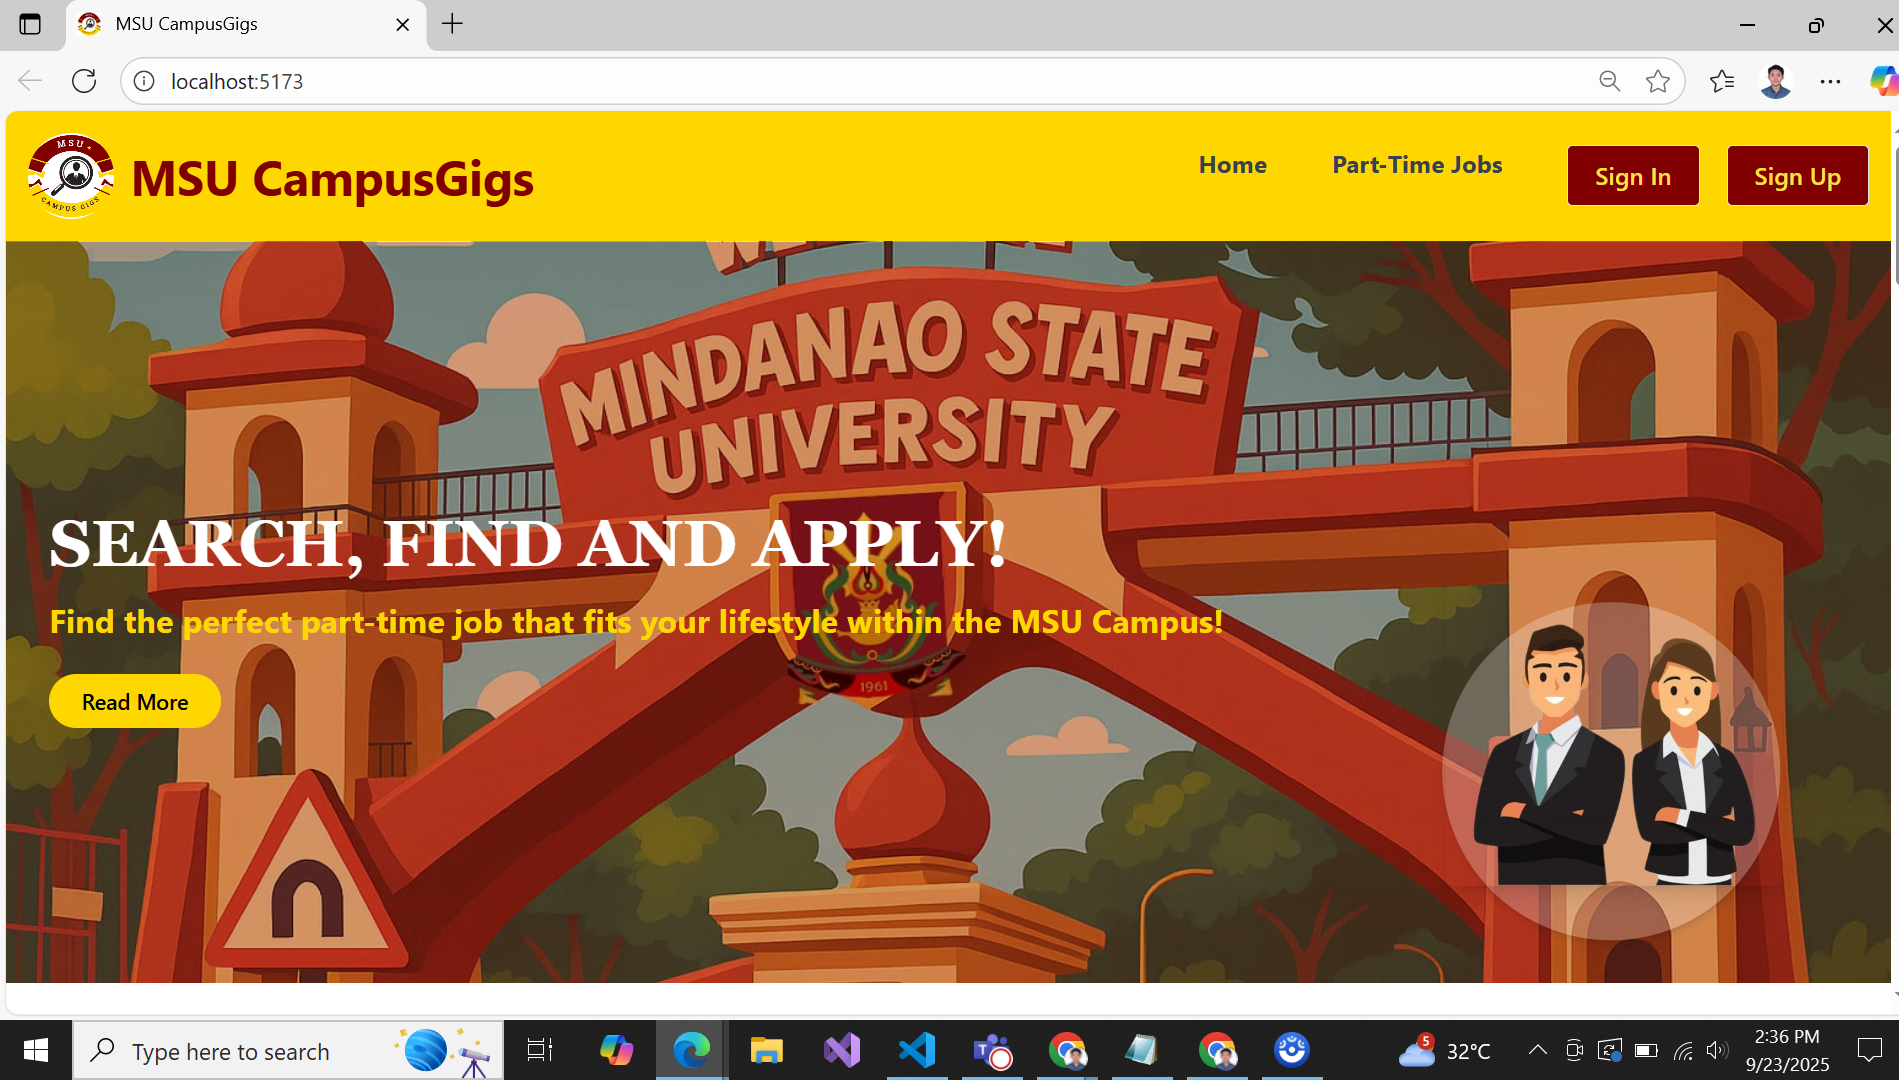 MSU CampusGigs
localhost:5173
MSU
CAMPUS GIGS
MSU CampusGigs
Home
Part-Time Jobs
Sign In
Sign Up
MINDANAO STATE
UNIVERSITY
SEARCH, FIND AND APPLY!
Find the perfect part-time job that fits your lifestyle within the MSU Campus!
1961
Read More
Type here to search
5
32°C
2:36 PM
9/23/2025